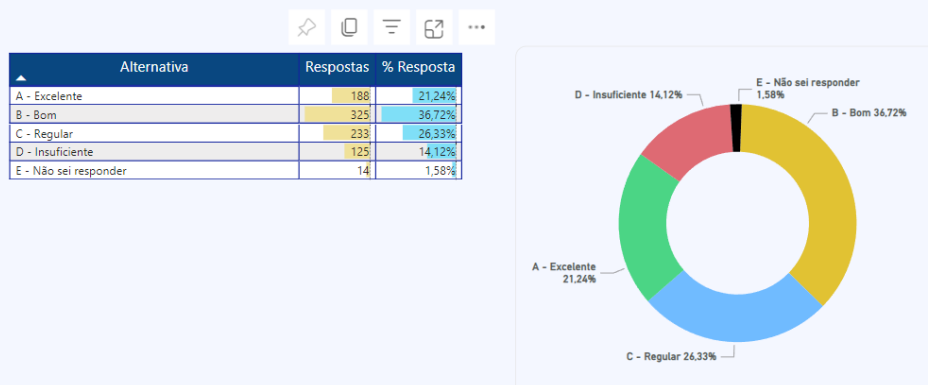 Alternativa Respostas % Resposta
A - Excelente 188 21,24%
B - Bom 325 36,72%
C - Regular 233 26,33%
D - Insuficiente 125 14,12%
E - Não sei responder 14 1,58%
E - Não sei responder
1,58%
D - Insuficiente 14,12%
B - Bom 36,72%
A - Excelente
21,24%
C - Regular 26,33%